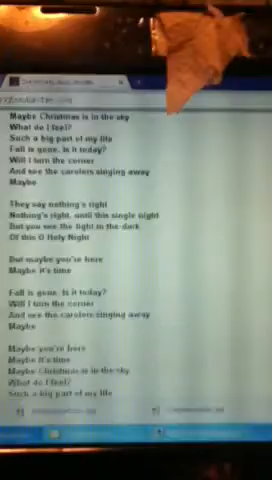 Maybe Christmas is in the sky
What do I feel?
Such a big part of my life
Fall is gone. Is it today?
Will I turn the corner
And see the carolers singing away
Maybe
They say nothing's right
Nothing's right, until this single night
But you see the light in the dark
Of this O Holy Night
But maybe you're here
Maybe it's time
Fall is gone. Is it today?
Will I turn the corner
And see the carolers singing away
Maybe
Maybe you're here
Maybe it's time
Maybe Christmas is in the sky
What do I feel?
Such a big part of my life